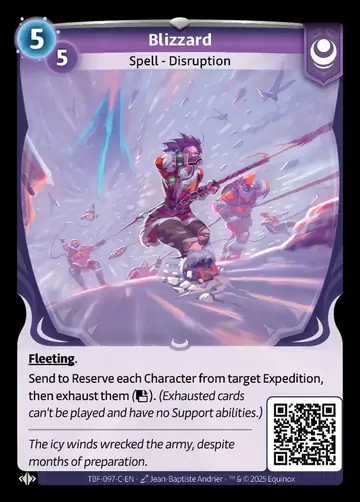 5
5
Blizzard
Spell - Disruption
Fleeting.
Send to Reserve each Character from target Expedition,
then exhaust them (). (Exhausted cards
can't be played and have no Support abilities.)
The icy winds wrecked the army, despite
months of preparation.
TBF-097-C-EN - Jean-Baptiste Andrier - ™ & © 2025 Equinox